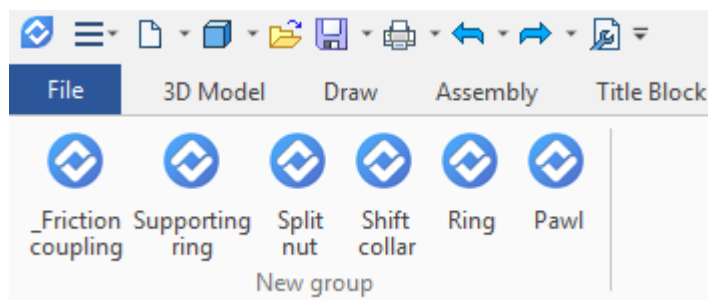 File 3D Model Draw Assembly Title Block
_Friction Supporting Split Shift Ring Pawl
coupling ring nut collar
New group